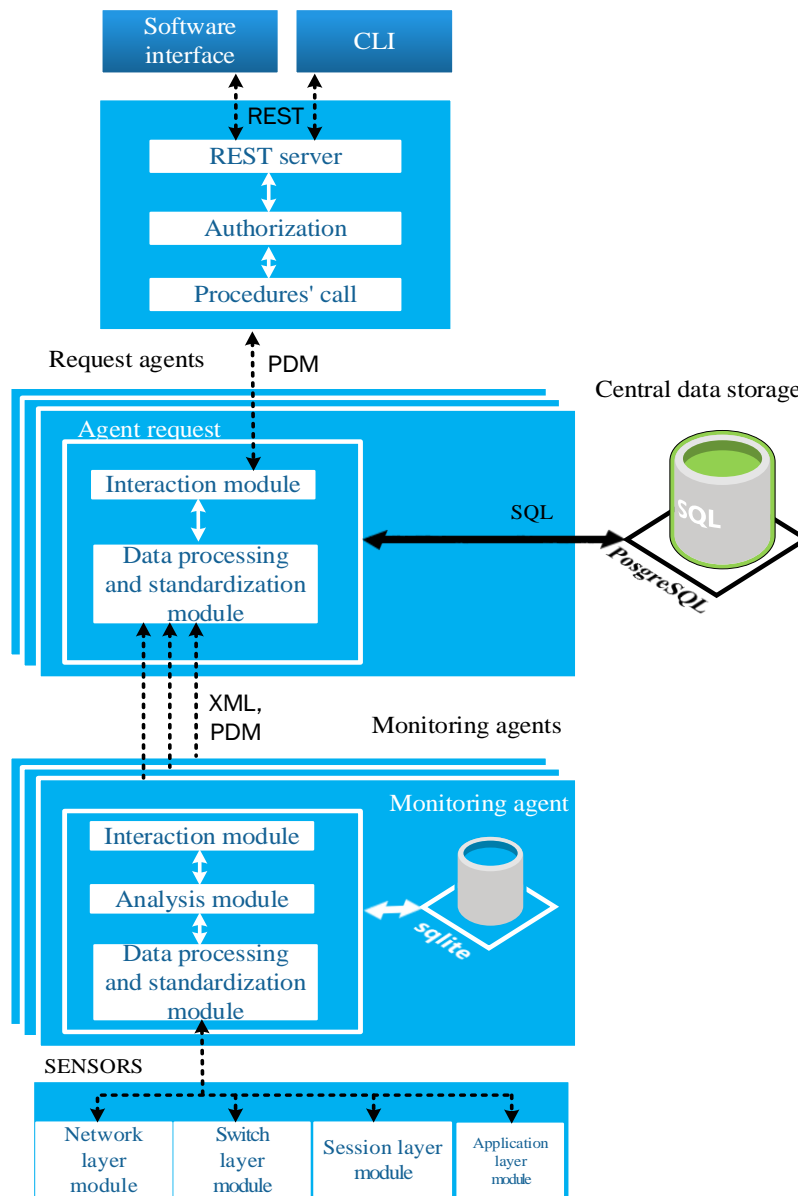 Software
interface
CLI
REST
REST server
Authorization
Procedures' call
Request agents
PDM
Central data storage
Agent request
Interaction module
SQL
SQL
Data processing
and standardization
module
PosgreSQL
XML,
PDM
Monitoring agents
Monitoring agent
Interaction module
Analysis module
sqlite
Data processing
and standardization
module
SENSORS
Network
layer
module
Switch
layer
module
Session layer
module
Application
layer
module